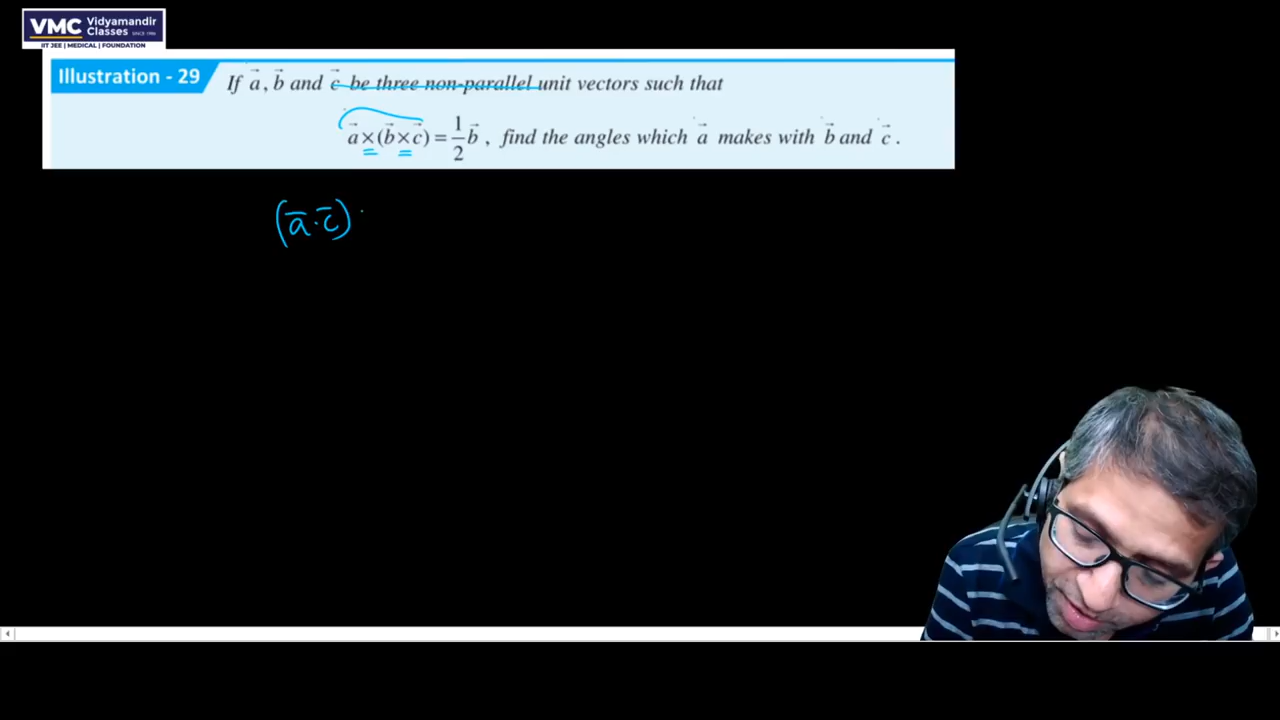 VMC Vidyamandir Classes SINCE 1986
IIT JEE | MEDICAL | FOUNDATION
Illustration - 29 If a⃗, b⃗ and c⃗ be three non-parallel unit vectors such that
a⃗×(b⃗×c⃗)=1/2 b⃗, find the angles which a⃗ makes with b⃗ and c⃗.
(a̅·c̅)